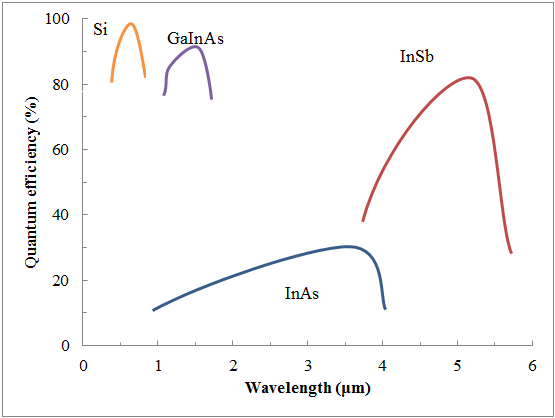 100
80
60
40
20
0
Quantum efficiency (%)
Si
GaInAs
InSb
InAs
0 1 2 3 4 5 6
Wavelength (µm)